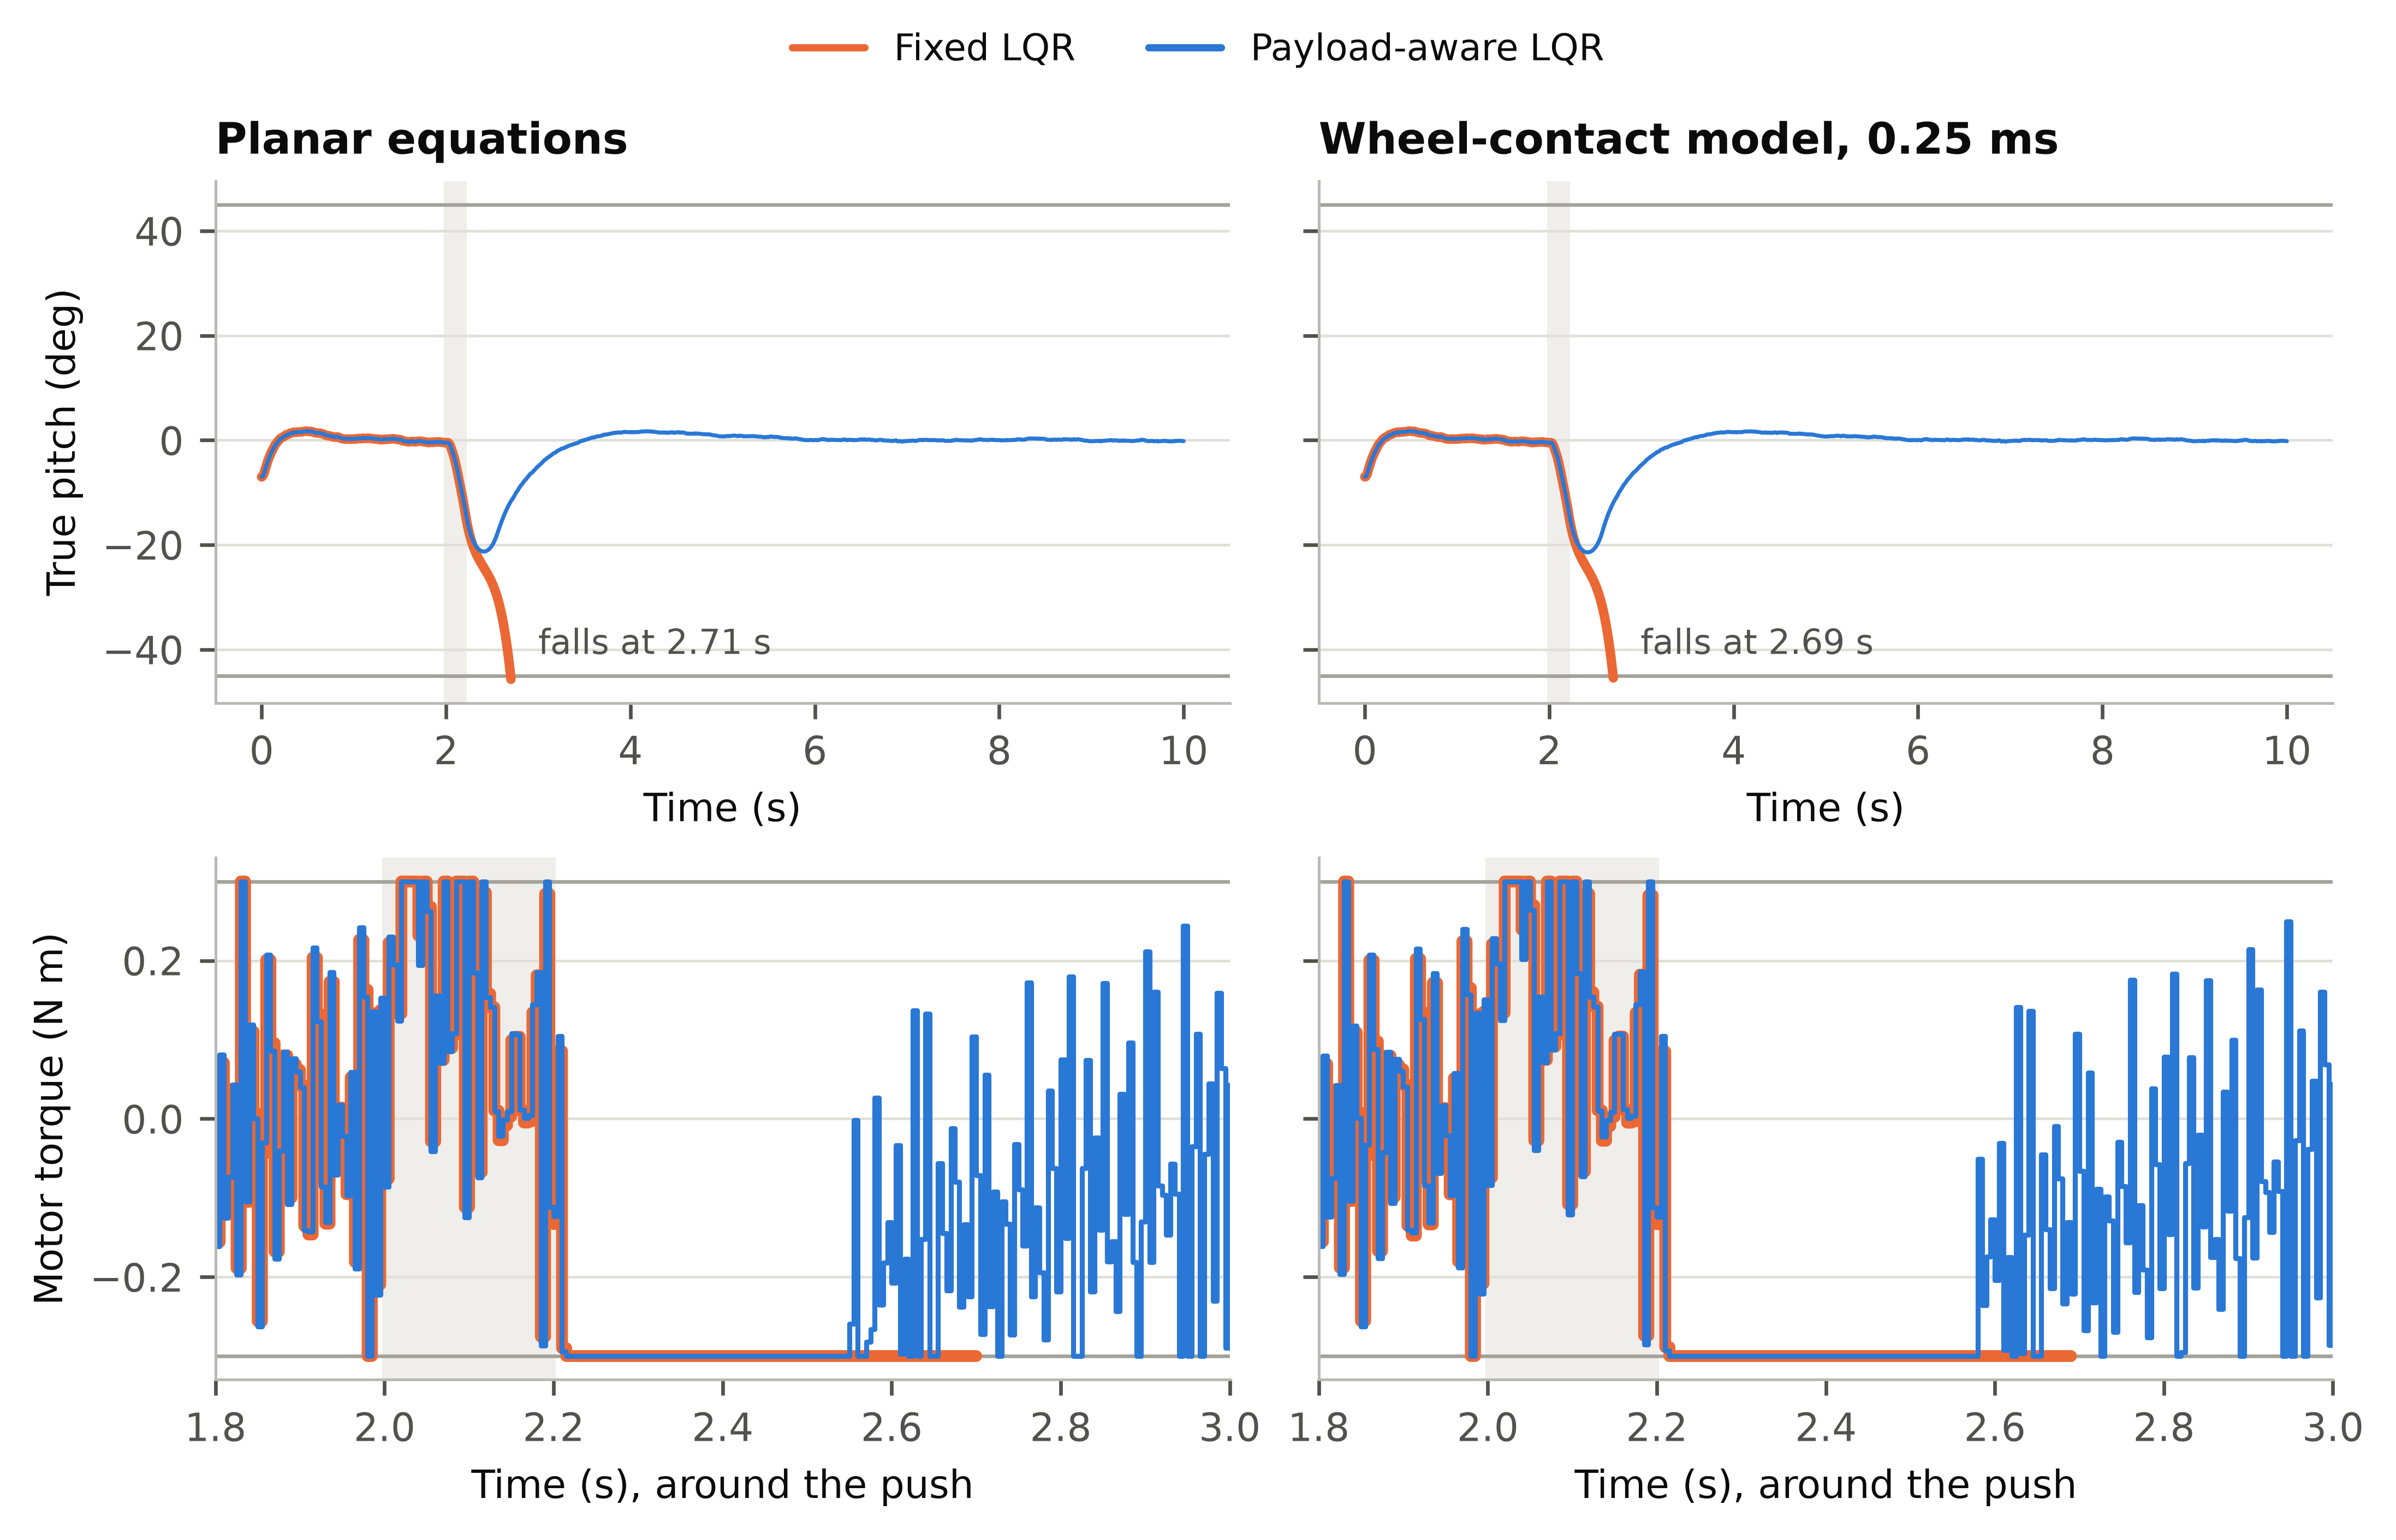 Fixed LQR
Payload-aware LQR
Planar equations
Wheel-contact model, 0.25 ms
True pitch (deg)
40
20
0
−20
−40
falls at 2.71 s
falls at 2.69 s
0 2 4 6 8 10
0 2 4 6 8 10
Time (s)
Time (s)
Motor torque (N m)
0.2
0.0
−0.2
1.8 2.0 2.2 2.4 2.6 2.8 3.0
1.8 2.0 2.2 2.4 2.6 2.8 3.0
Time (s), around the push
Time (s), around the push